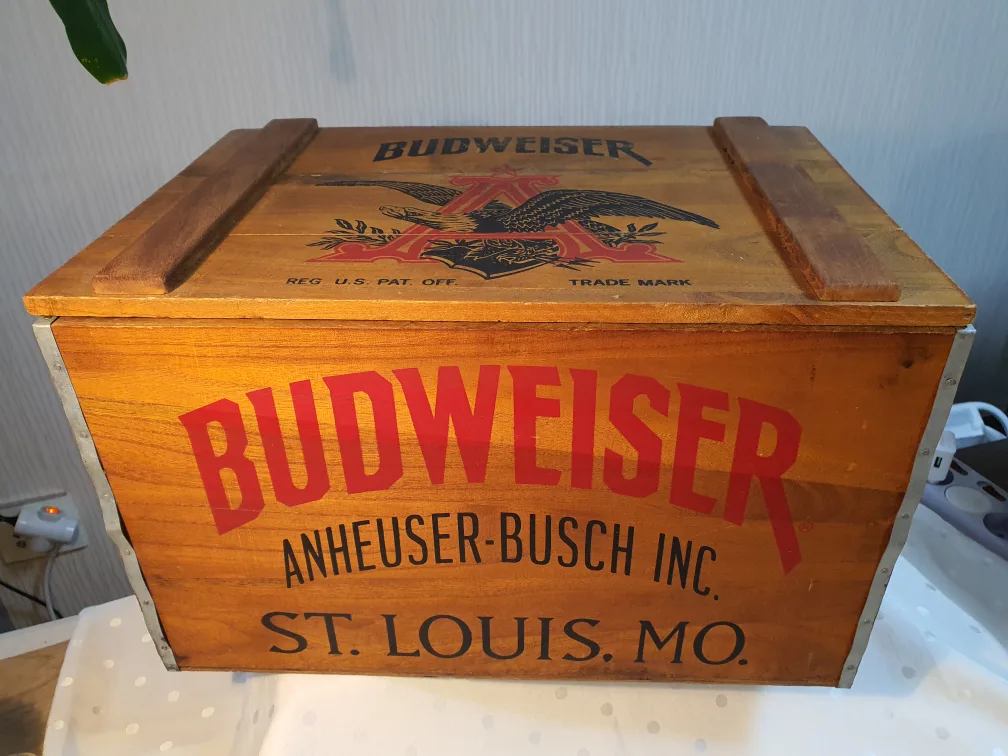 BUDWEISER
REG U.S. PAT. OFF. TRADE MARK
BUDWEISER®
ANHEUSER-BUSCH INC.
ST. LOUIS, MO.